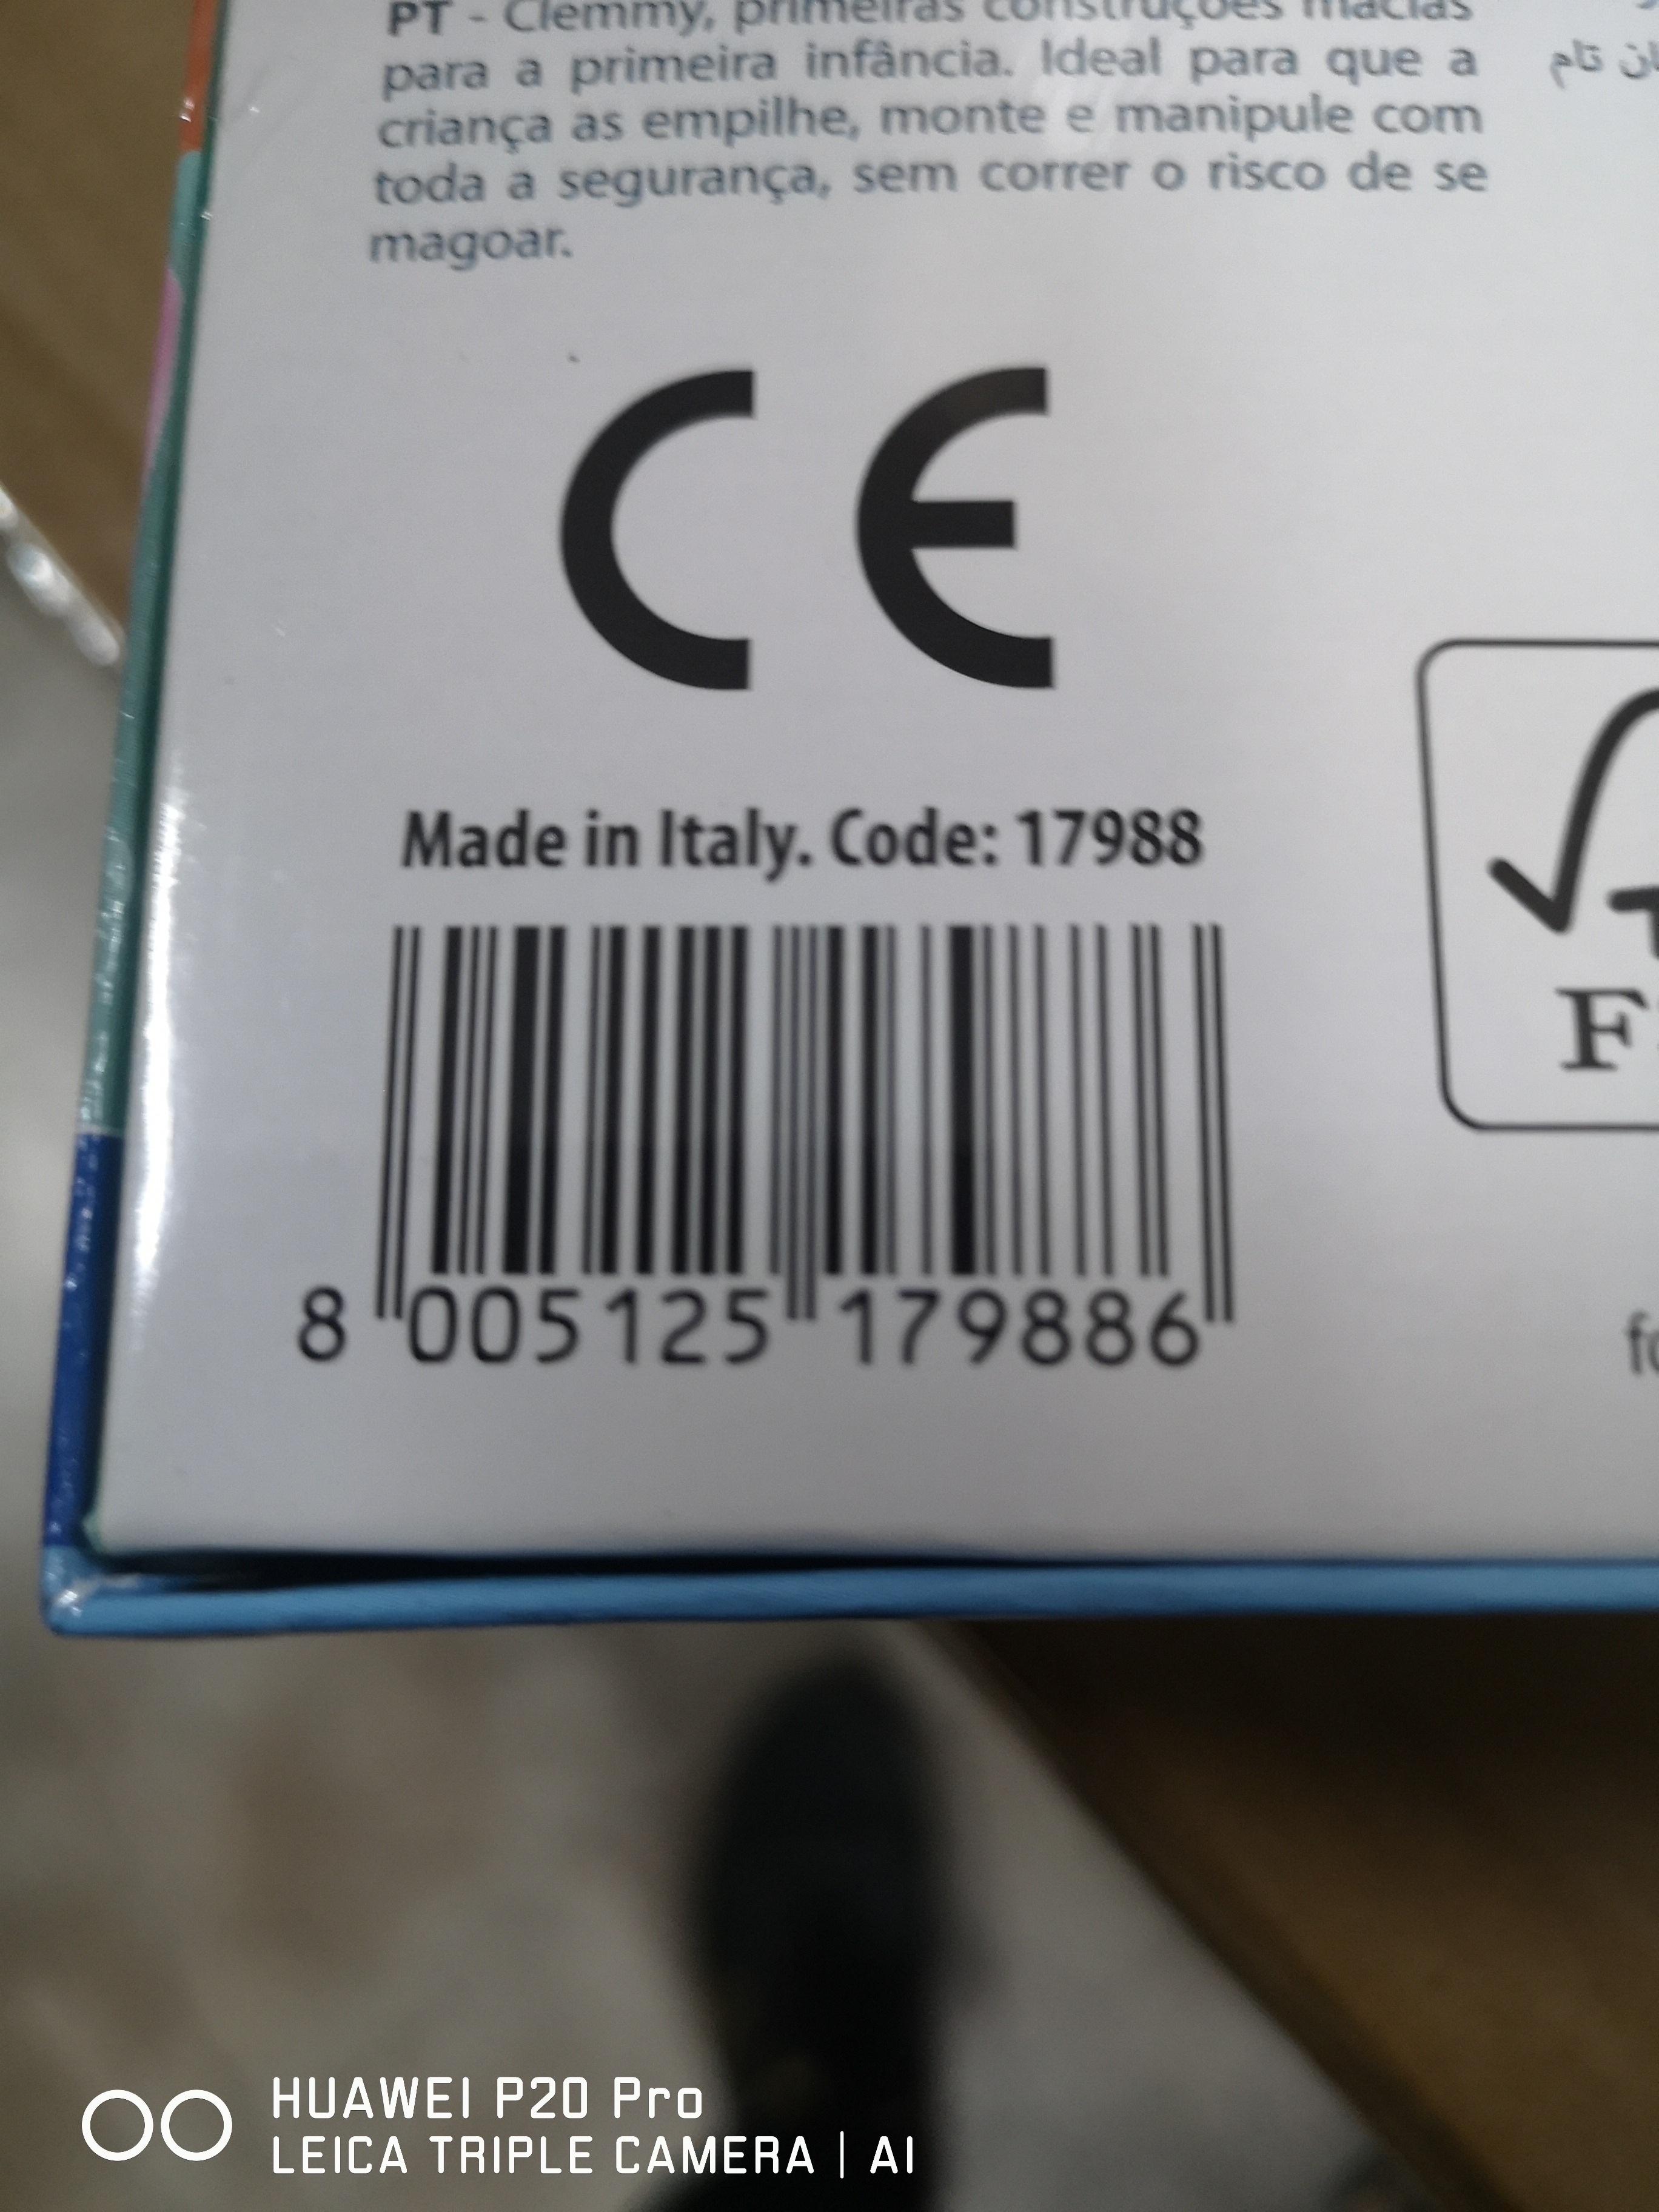 PT - Clemmy, primeiras construções macias
para a primeira infância. Ideal para que a
criança as empilhe, monte e manipule com
toda a segurança, sem correr o risco de se
magoar.
تام
CE
Made in Italy. Code: 17988
8 005125 179886
HUAWEI P20 Pro
LEICA TRIPLE CAMERA | AI